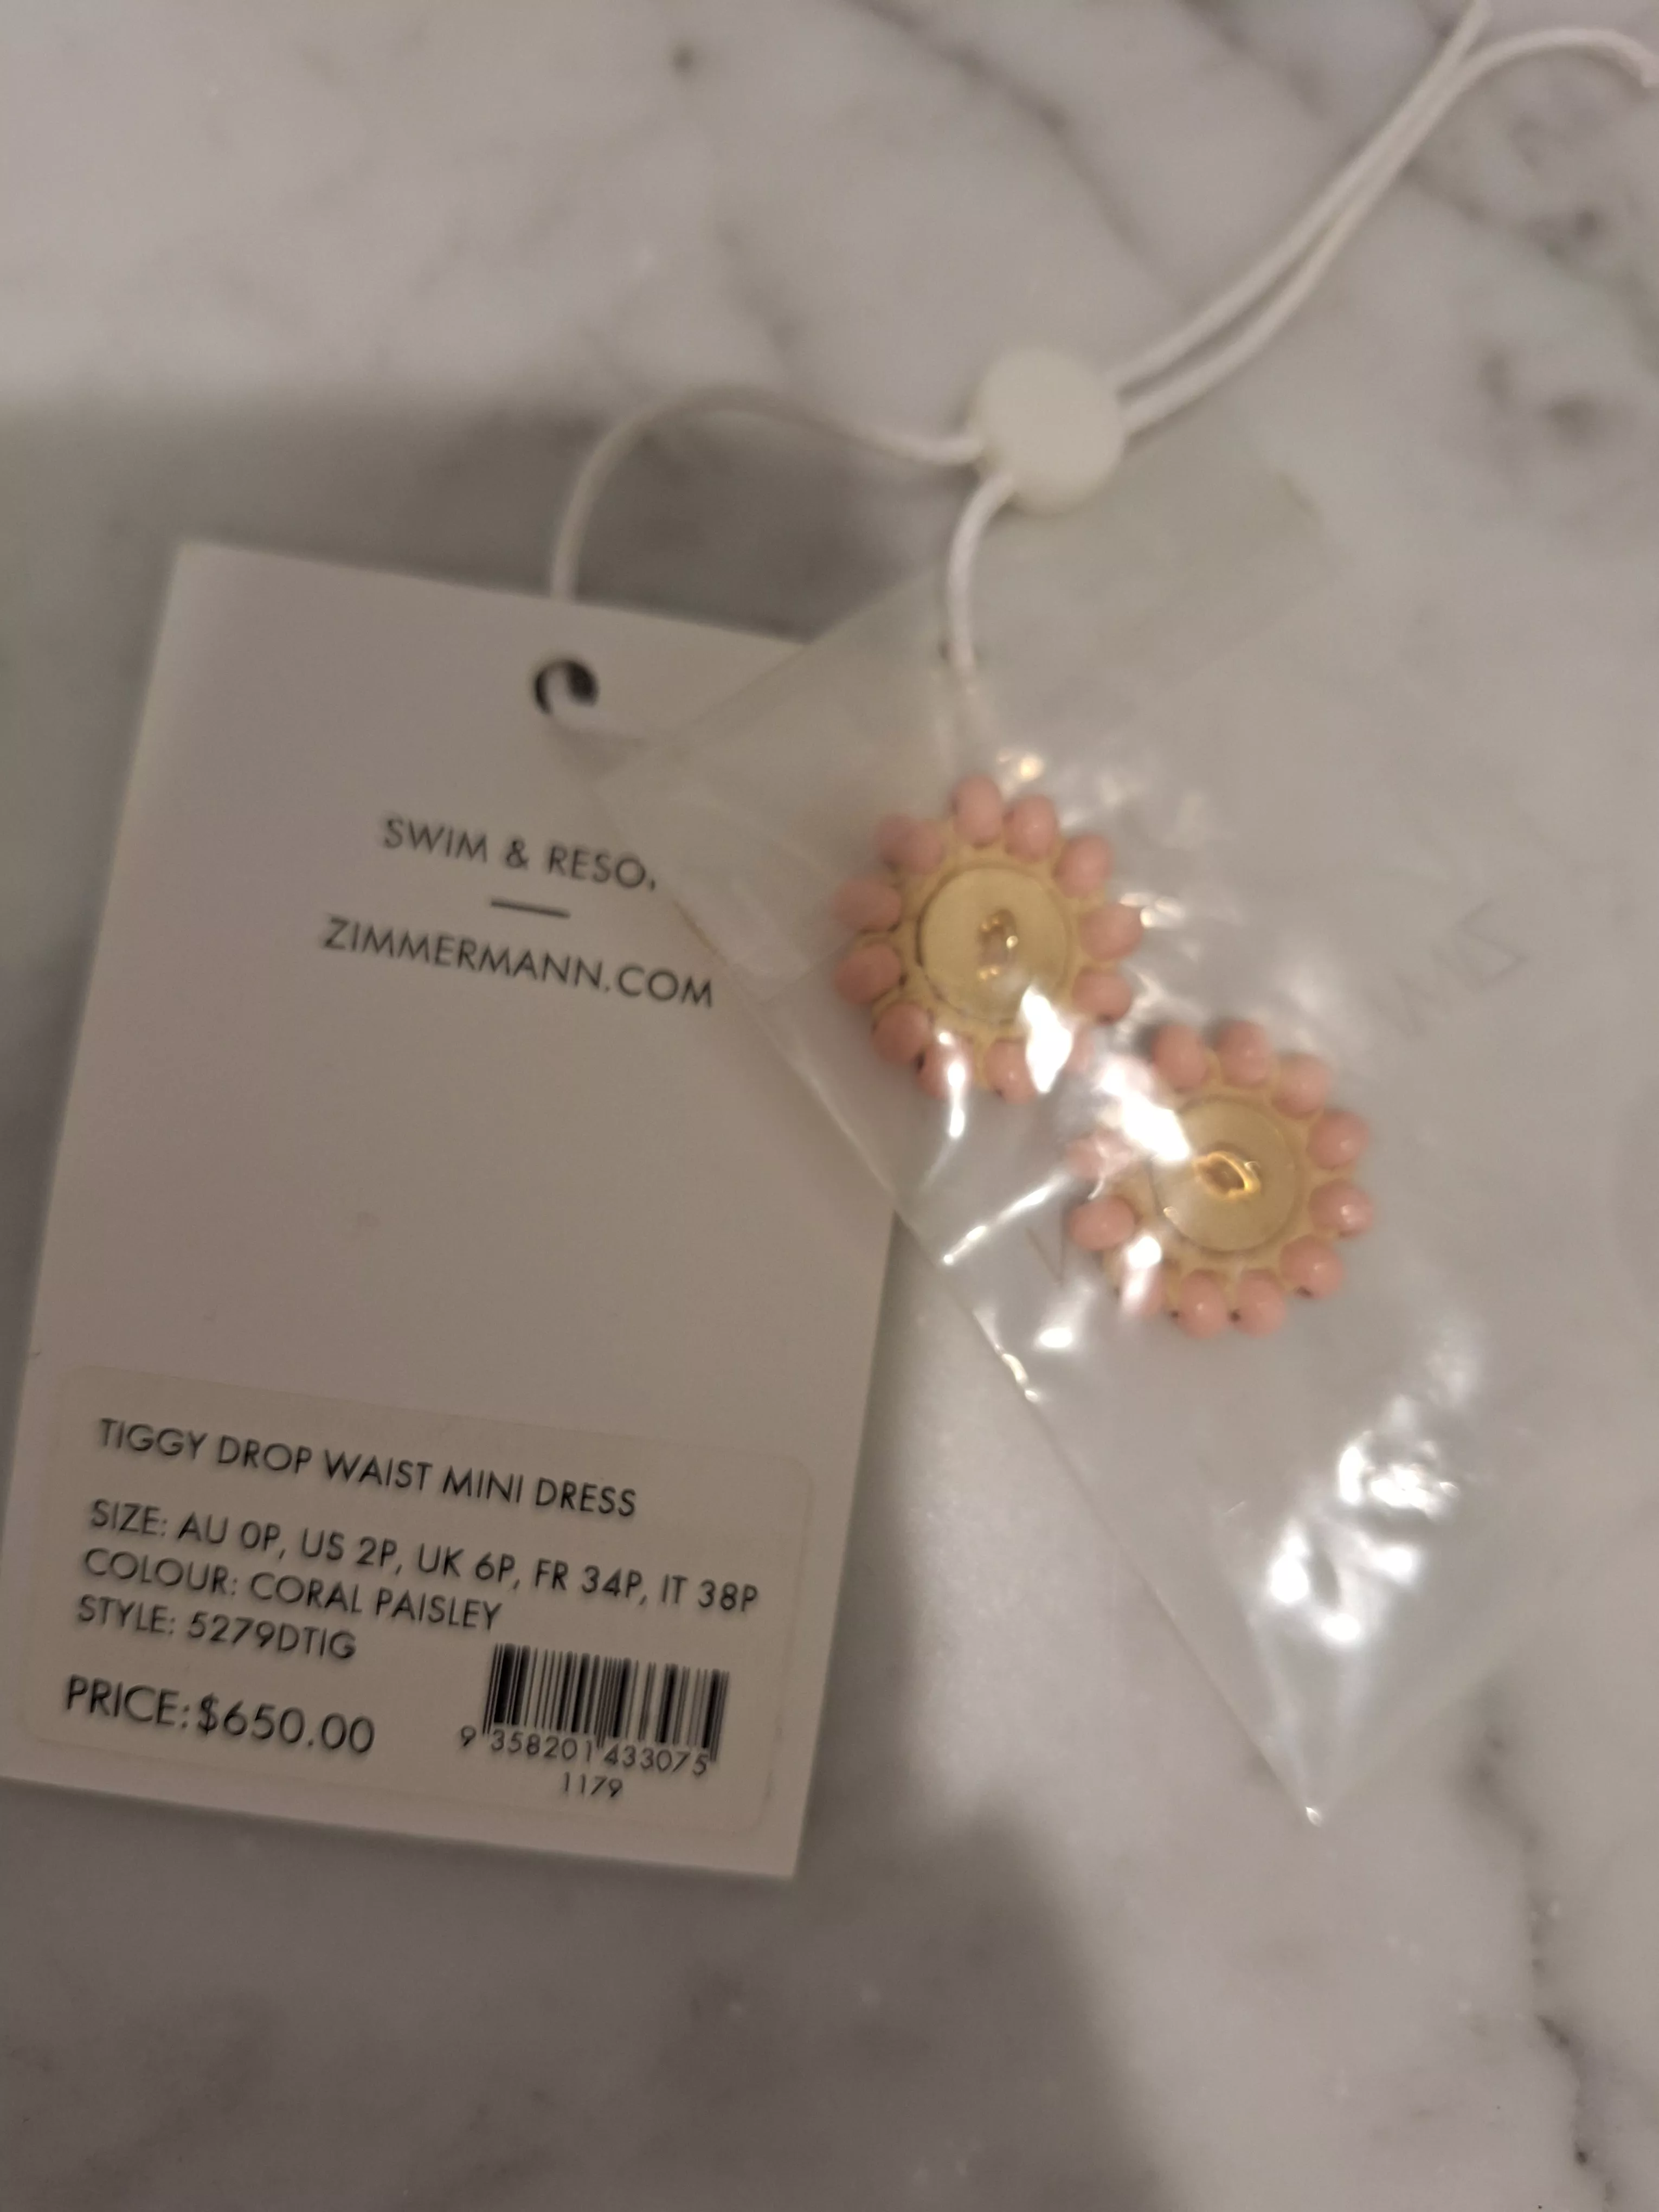 SWIM & RESO
ZIMMERMANN.COM
TIGGY DROP WAIST MINI DRESS
SIZE: AU 0P, US 2P, UK 6P, FR 34P, IT 38P
COLOUR: CORAL PAISLEY
STYLE: 5279DTIG
PRICE: $650.00
9 358201 433075
1179